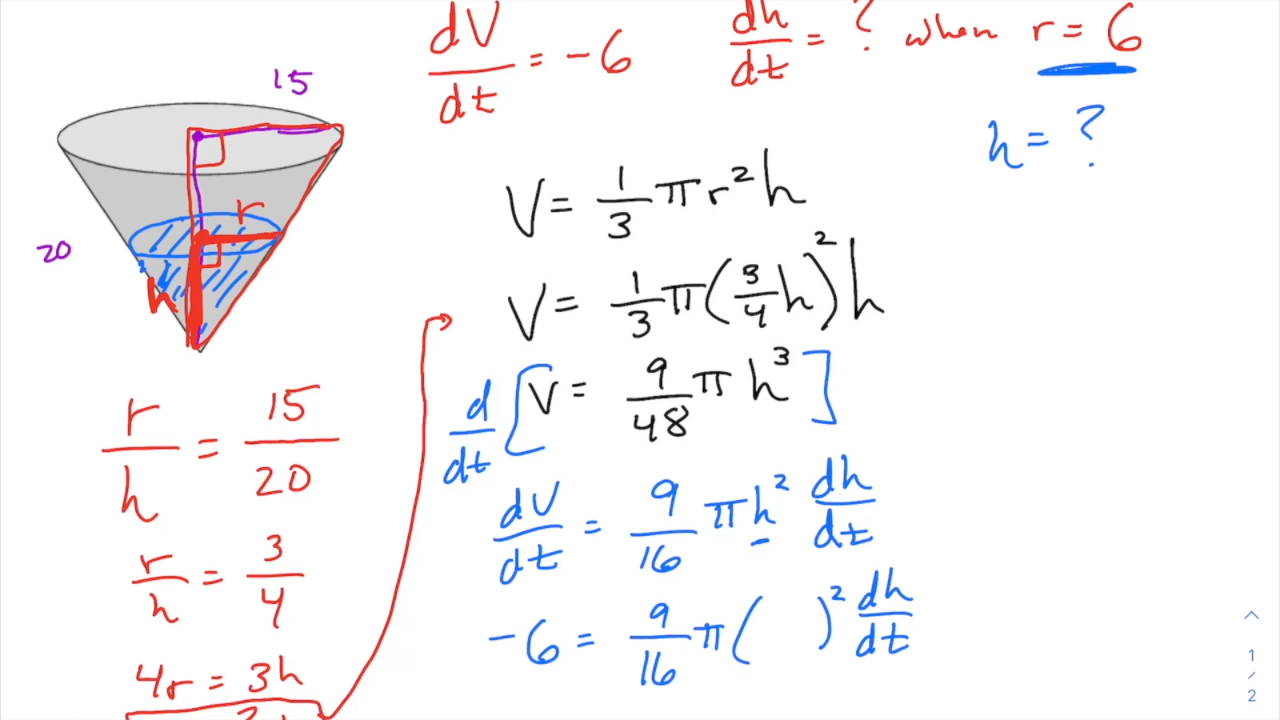 dV/dt = -6
dh/dt = ? when r = 6
h = ?
15
20
r
h
V = 1/3 π r² h
V = 1/3 π (3/4 h)² h
d/dt [V = 9/48 π h³]
dV/dt = 9/16 π h² dh/dt
-6 = 9/16 π ( )² dh/dt
r/h = 15/20
r/h = 3/4
4r = 3h
1/2